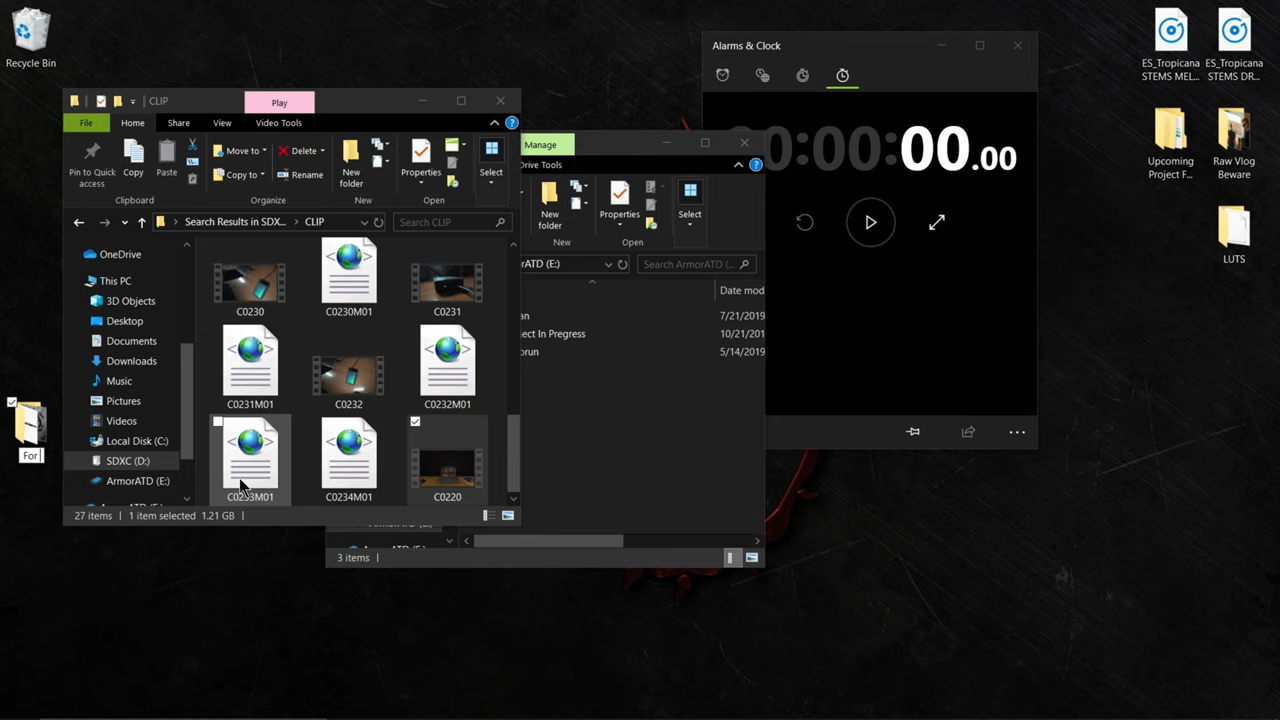 Recycle Bin
ES_Tropicana
STEMS MEL...
ES_Tropicana
STEMS DR...
Upcoming
Project F...
Raw Vlog
Beware
LUTS
For
CLIP
Play
File
Home
Share
View
Video Tools
Pin to Quick
access
Copy
Paste
Clipboard
Move to
Copy to
Delete
Rename
Organize
New
folder
New
Properties
Open
Select
Search Results in SDX...
CLIP
Search CLIP
OneDrive
This PC
3D Objects
Desktop
Documents
Downloads
Music
Pictures
Videos
Local Disk (C:)
SDXC (D:)
ArmorATD (E:)
C0230
C0230M01
C0231
C0231M01
C0232
C0232M01
C0233M01
C0234M01
C0220
27 items
1 item selected 1.21 GB
Manage
Drive Tools
New
folder
New
Properties
Open
Select
ArmorATD (E:)
Search ArmorATD (...
Date mod
an
7/21/2019
ect In Pregress
10/21/201
orun
5/14/2019
3 items
Alarms & Clock
00:00:00.00